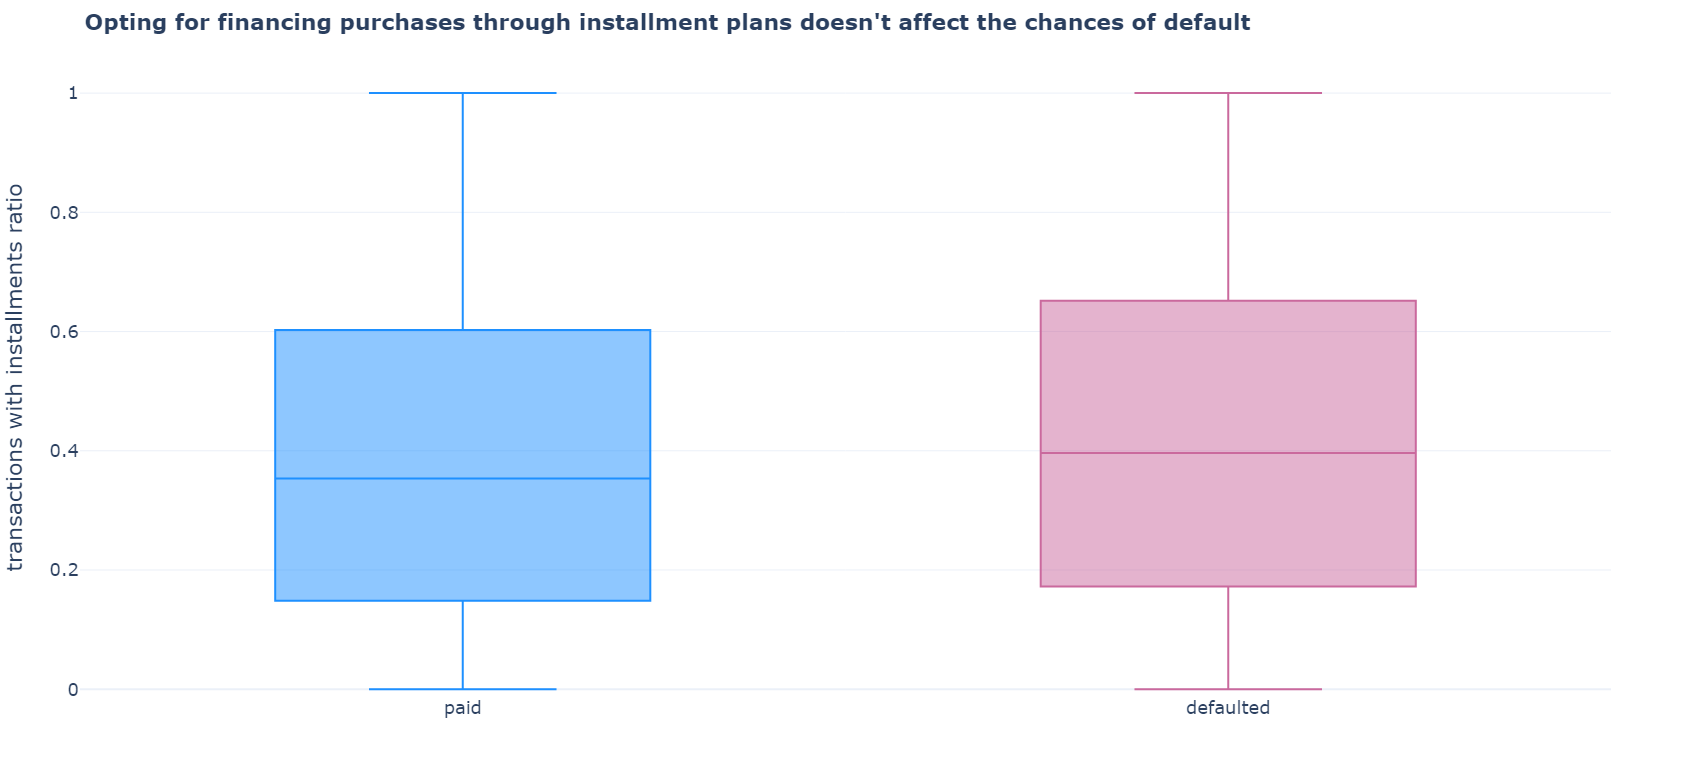 Opting for financing purchases through installment plans doesn't affect the chances of default
transactions with installments ratio
1
0.8
0.6
0.4
0.2
0
paid
defaulted